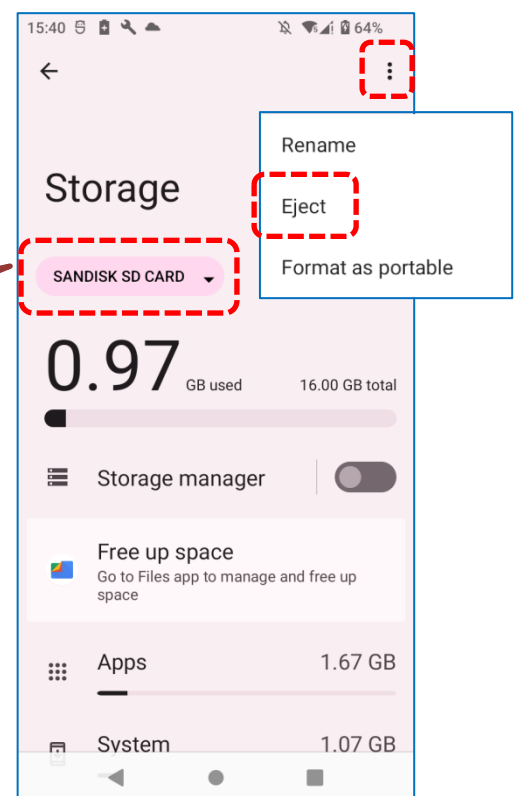 15:40 64%
Rename
Storage
Eject
SANDISK SD CARD
Format as portable
0.97 GB used 16.00 GB total
Storage manager
Free up space
Go to Files app to manage and free up
space
Apps 1.67 GB
System 1.07 GB